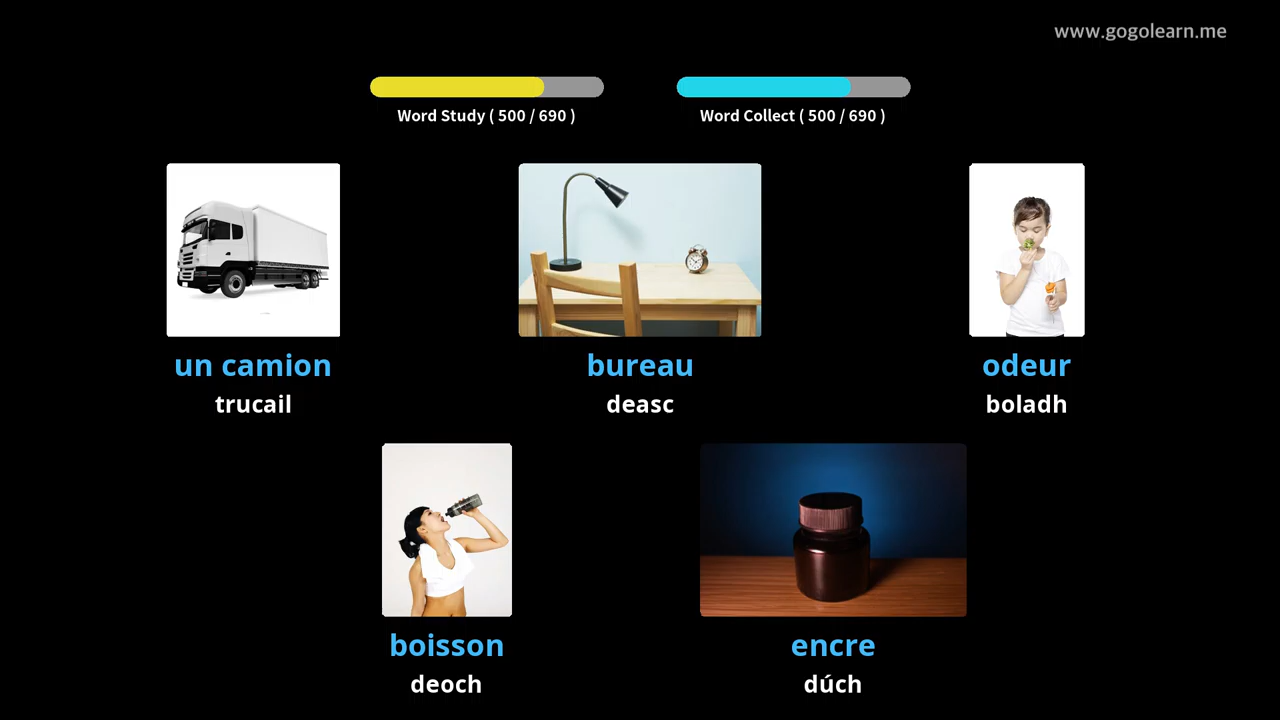 www.gogolearn.me
Word Study ( 500 / 690 )
Word Collect ( 500 / 690 )
un camion
trucail
bureau
deasc
odeur
boladh
boisson
deoch
encre
dúch